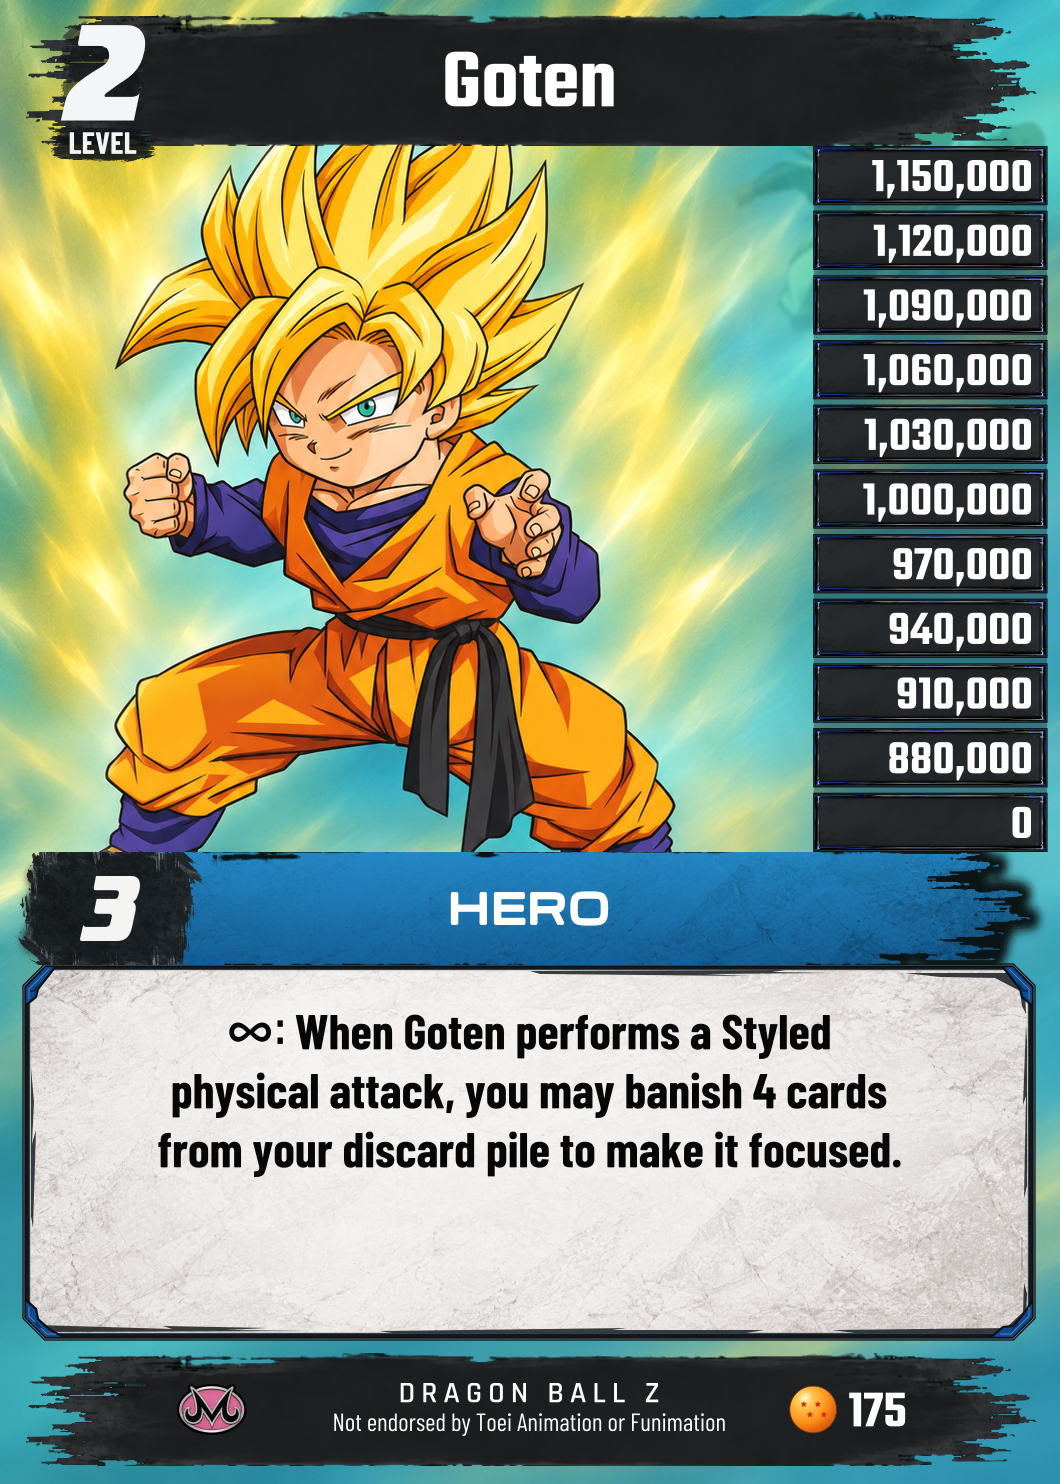 2
LEVEL
Goten
1,150,000
1,120,000
1,090,000
1,060,000
1,030,000
1,000,000
970,000
940,000
910,000
880,000
0
3
HERO
∞: When Goten performs a Styled
physical attack, you may banish 4 cards
from your discard pile to make it focused.
DRAGON BALL Z
Not endorsed by Toei Animation or Funimation
175